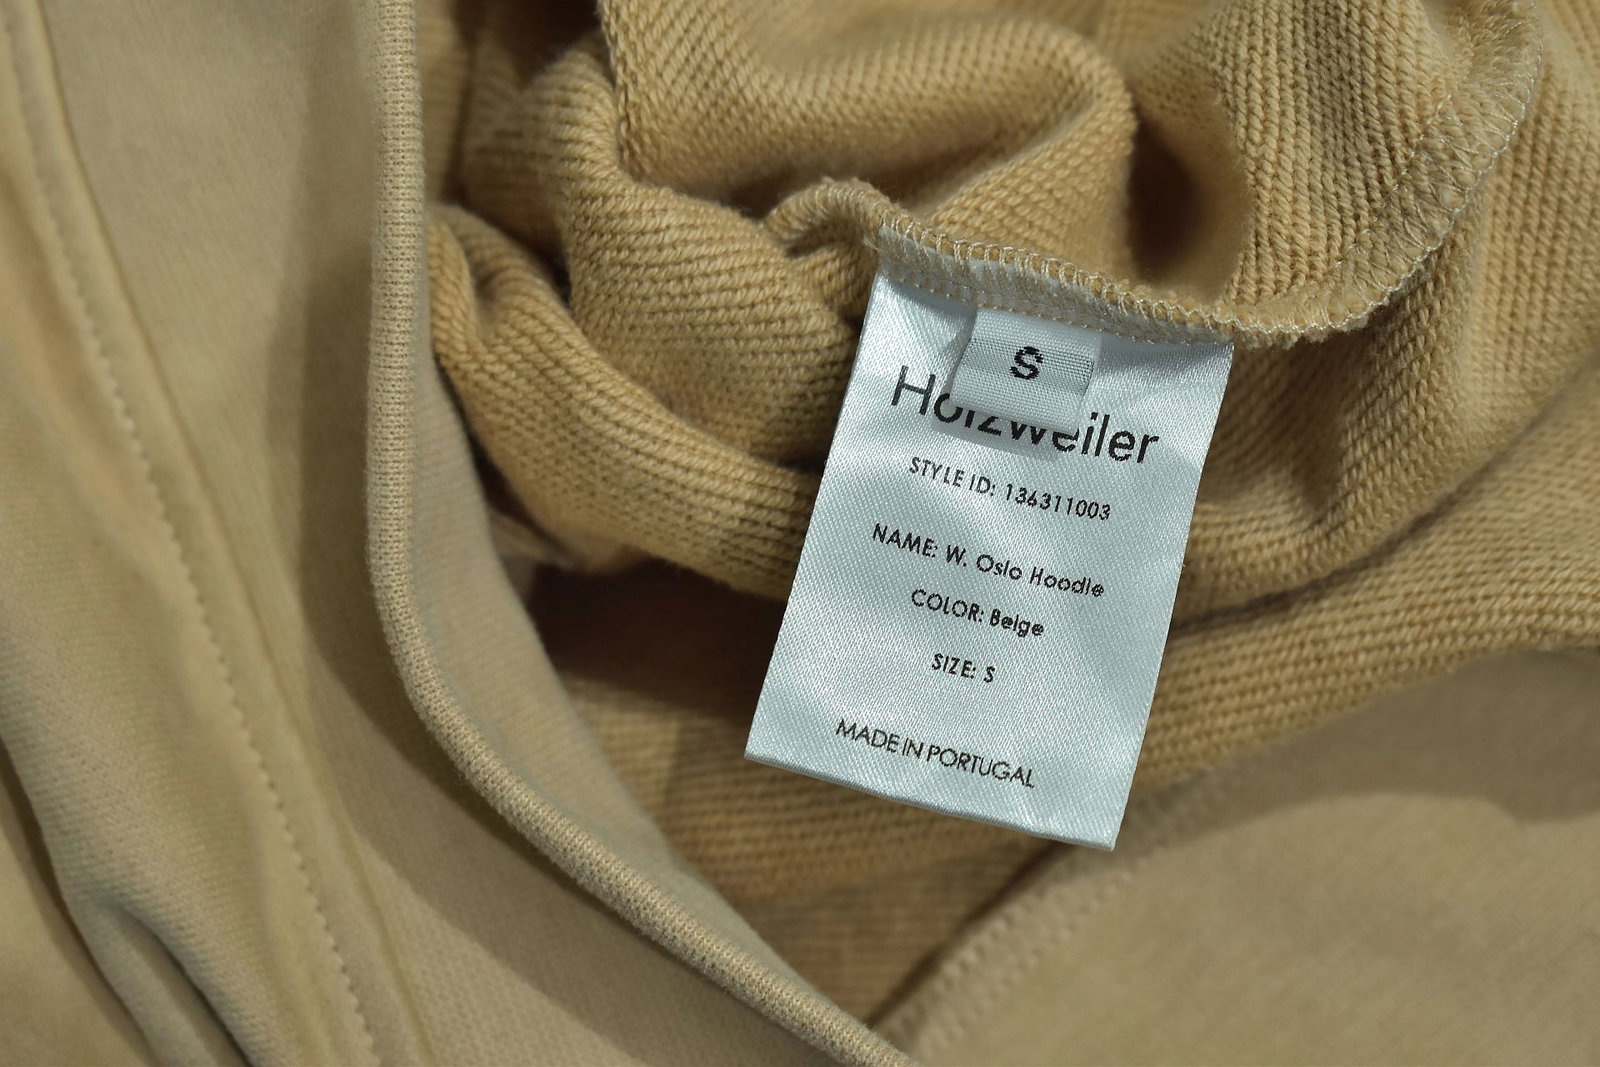 S
Holzweiler
STYLE ID: 136311003
NAME: W. Oslo Hoodie
COLOR: Beige
SIZE: S
MADE IN PORTUGAL